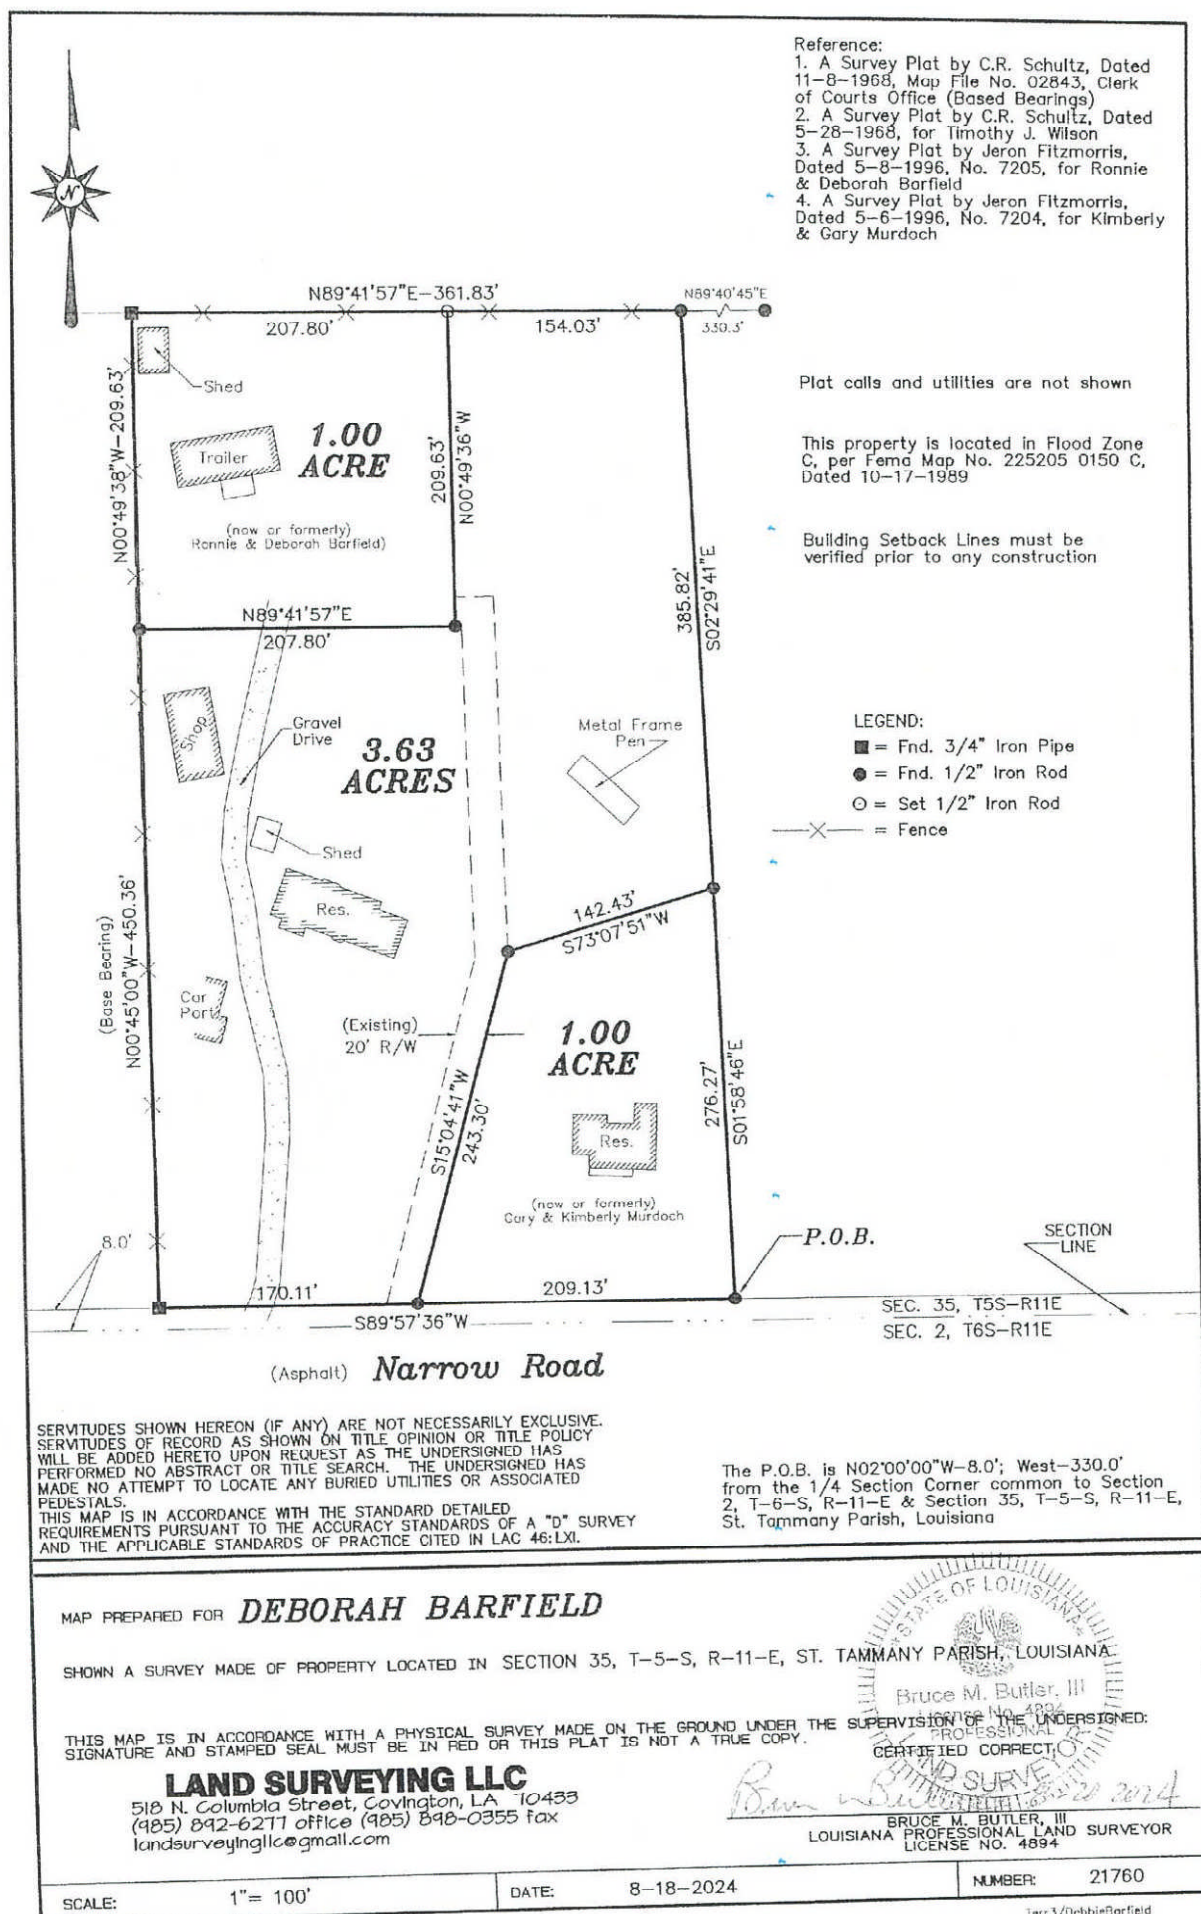 Reference:
1. A Survey Plat by C.R. Schultz, Dated
11-8-1968, Map File No. 02843, Clerk
of Courts Office (Based Bearings)
2. A Survey Plat by C.R. Schultz, Dated
5-28-1968, for Timothy J. Wilson
3. A Survey Plat by Jeron Fitzmorris,
Dated 5-8-1996, No. 7205, for Ronnie
& Deborah Barfield
4. A Survey Plat by Jeron Fitzmorris,
Dated 5-6-1996, No. 7204, for Kimberly
& Gary Murdoch
N
N89°41'57"E-361.83'
N89°40'45"E
207.80'
154.03'
330.3'
Shed
Plat calls and utilities are not shown
N00°49'38"W-209.63'
1.00
ACRE
Trailer
209.63'
N00°49'36"W
This property is located in Flood Zone
C, per Fema Map No. 225205 0150 C,
Dated 10-17-1989
(now or formerly)
Ronnie & Deborah Barfield)
Building Setback Lines must be
verified prior to any construction
385.82'
S02°29'41"E
N89°41'57"E
207.80'
Shop
Gravel
Drive
3.63
ACRES
Metal Frame
Pen
LEGEND:
= Fnd. 3/4" Iron Pipe
= Fnd. 1/2" Iron Rod
= Set 1/2" Iron Rod
= Fence
Shed
Res.
142.43'
S73°07'51"W
(Base Bearing)
N00°45'00"W-450.36'
Car
Port
(Existing)
20' R/W
1.00
ACRE
S15°04'41"W
243.30'
276.27'
S01°58'46"E
Res.
(now or formerly)
Gary & Kimberly Murdoch
P.O.B.
SECTION
LINE
8.0'
170.11'
209.13'
S89°57'36"W
SEC. 35, T5S-R11E
SEC. 2, T6S-R11E
(Asphalt) Narrow Road
SERVITUDES SHOWN HEREON (IF ANY) ARE NOT NECESSARILY EXCLUSIVE.
SERVITUDES OF RECORD AS SHOWN ON TITLE OPINION OR TITLE POLICY
WILL BE ADDED HERETO UPON REQUEST AS THE UNDERSIGNED HAS
PERFORMED NO ABSTRACT OR TITLE SEARCH. THE UNDERSIGNED HAS
MADE NO ATTEMPT TO LOCATE ANY BURIED UTILITIES OR ASSOCIATED
PEDESTALS.
THIS MAP IS IN ACCORDANCE WITH THE STANDARD DETAILED
REQUIREMENTS PURSUANT TO THE ACCURACY STANDARDS OF A "D" SURVEY
AND THE APPLICABLE STANDARDS OF PRACTICE CITED IN LAC 46:LXI.
The P.O.B. is N02°00'00"W-8.0'; West-330.0'
from the 1/4 Section Corner common to Section
2, T-6-S, R-11-E & Section 35, T-5-S, R-11-E,
St. Tammany Parish, Louisiana
MAP PREPARED FOR DEBORAH BARFIELD
SHOWN A SURVEY MADE OF PROPERTY LOCATED IN SECTION 35, T-5-S, R-11-E, ST. TAMMANY PARISH, LOUISIANA
STATE OF LOUISIANA
Bruce M. Butler, III
License No. 4894
PROFESSIONAL
LAND SURVEYOR
THIS MAP IS IN ACCORDANCE WITH A PHYSICAL SURVEY MADE ON THE GROUND UNDER THE SUPERVISION OF THE UNDERSIGNED:
SIGNATURE AND STAMPED SEAL MUST BE IN RED OR THIS PLAT IS NOT A TRUE COPY.
CERTIFIED CORRECT
LAND SURVEYING LLC
518 N. Columbia Street, Covington, LA 70433
(985) 892-6277 office (985) 898-0355 fax
landsurveyingllc@gmail.com
BRUCE M. BUTLER, III
LOUISIANA PROFESSIONAL LAND SURVEYOR
LICENSE NO. 4894
SCALE: 1"= 100'
DATE: 8-18-2024
NUMBER: 21760
Terr3/DebbieBarfield